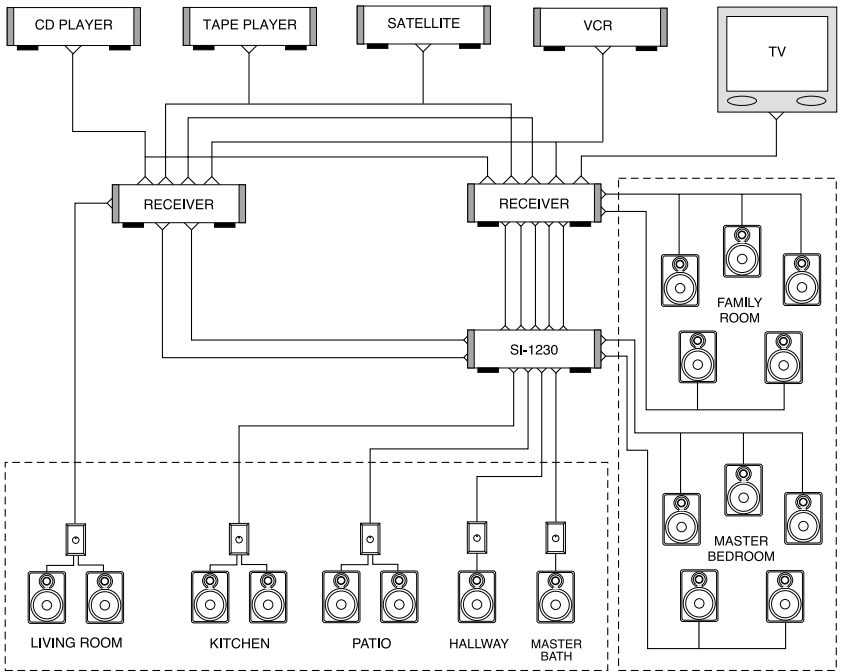 CD PLAYER
TAPE PLAYER
SATELLITE
VCR
TV
RECEIVER
RECEIVER
FAMILY
ROOM
SI-1230
MASTER
BEDROOM
LIVING ROOM
KITCHEN
PATIO
HALLWAY
MASTER
BATH